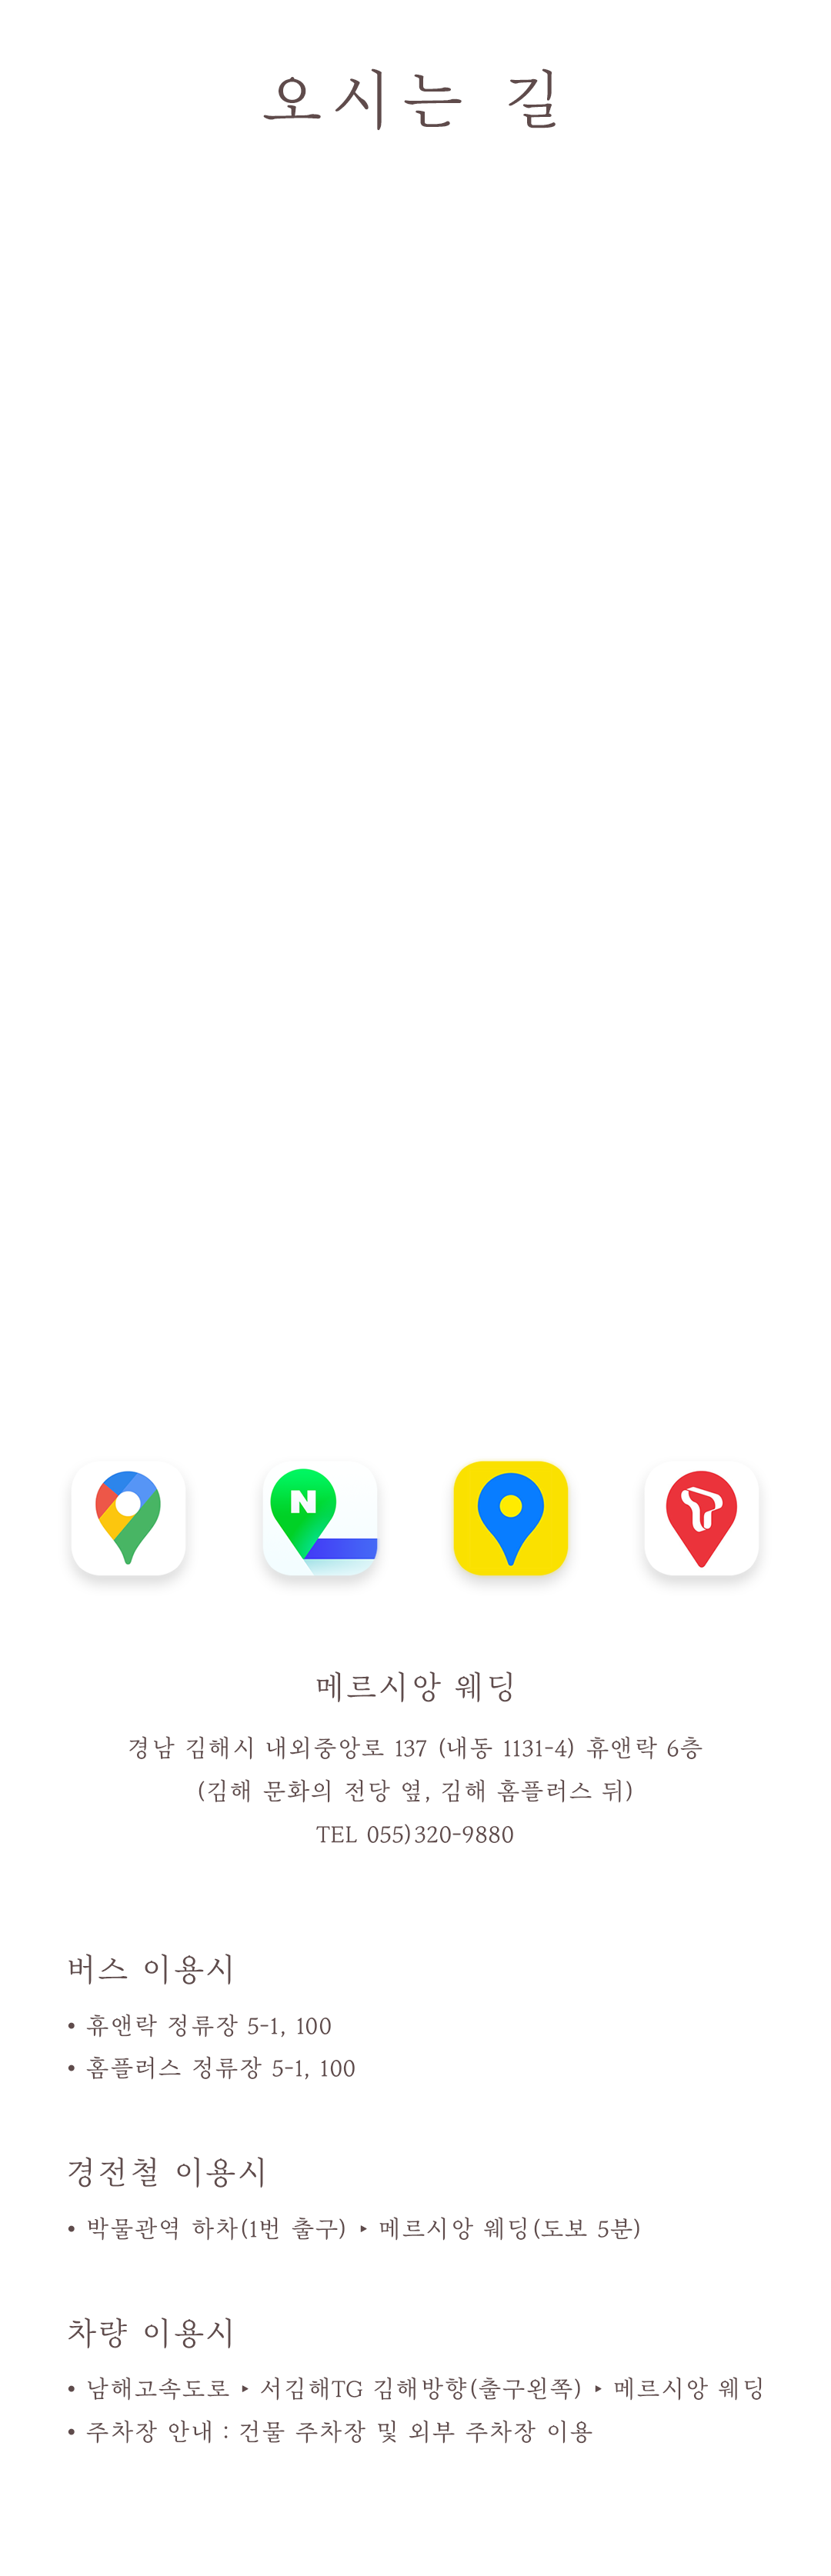 오시는 길
N
메르시앙 웨딩
경남 김해시 내외중앙로 137 (내동 1131-4) 휴앤락 6층
(김해 문화의 전당 옆, 김해 홈플러스 뒤)
TEL 055)320-9880
버스 이용시
• 휴앤락 정류장 5-1, 100
• 홈플러스 정류장 5-1, 100
경전철 이용시
• 박물관역 하차(1번 출구) ‣ 메르시앙 웨딩(도보 5분)
차량 이용시
• 남해고속도로 ‣ 서김해TG 김해방향(출구왼쪽) ‣ 메르시앙 웨딩
• 주차장 안내 : 건물 주차장 및 외부 주차장 이용